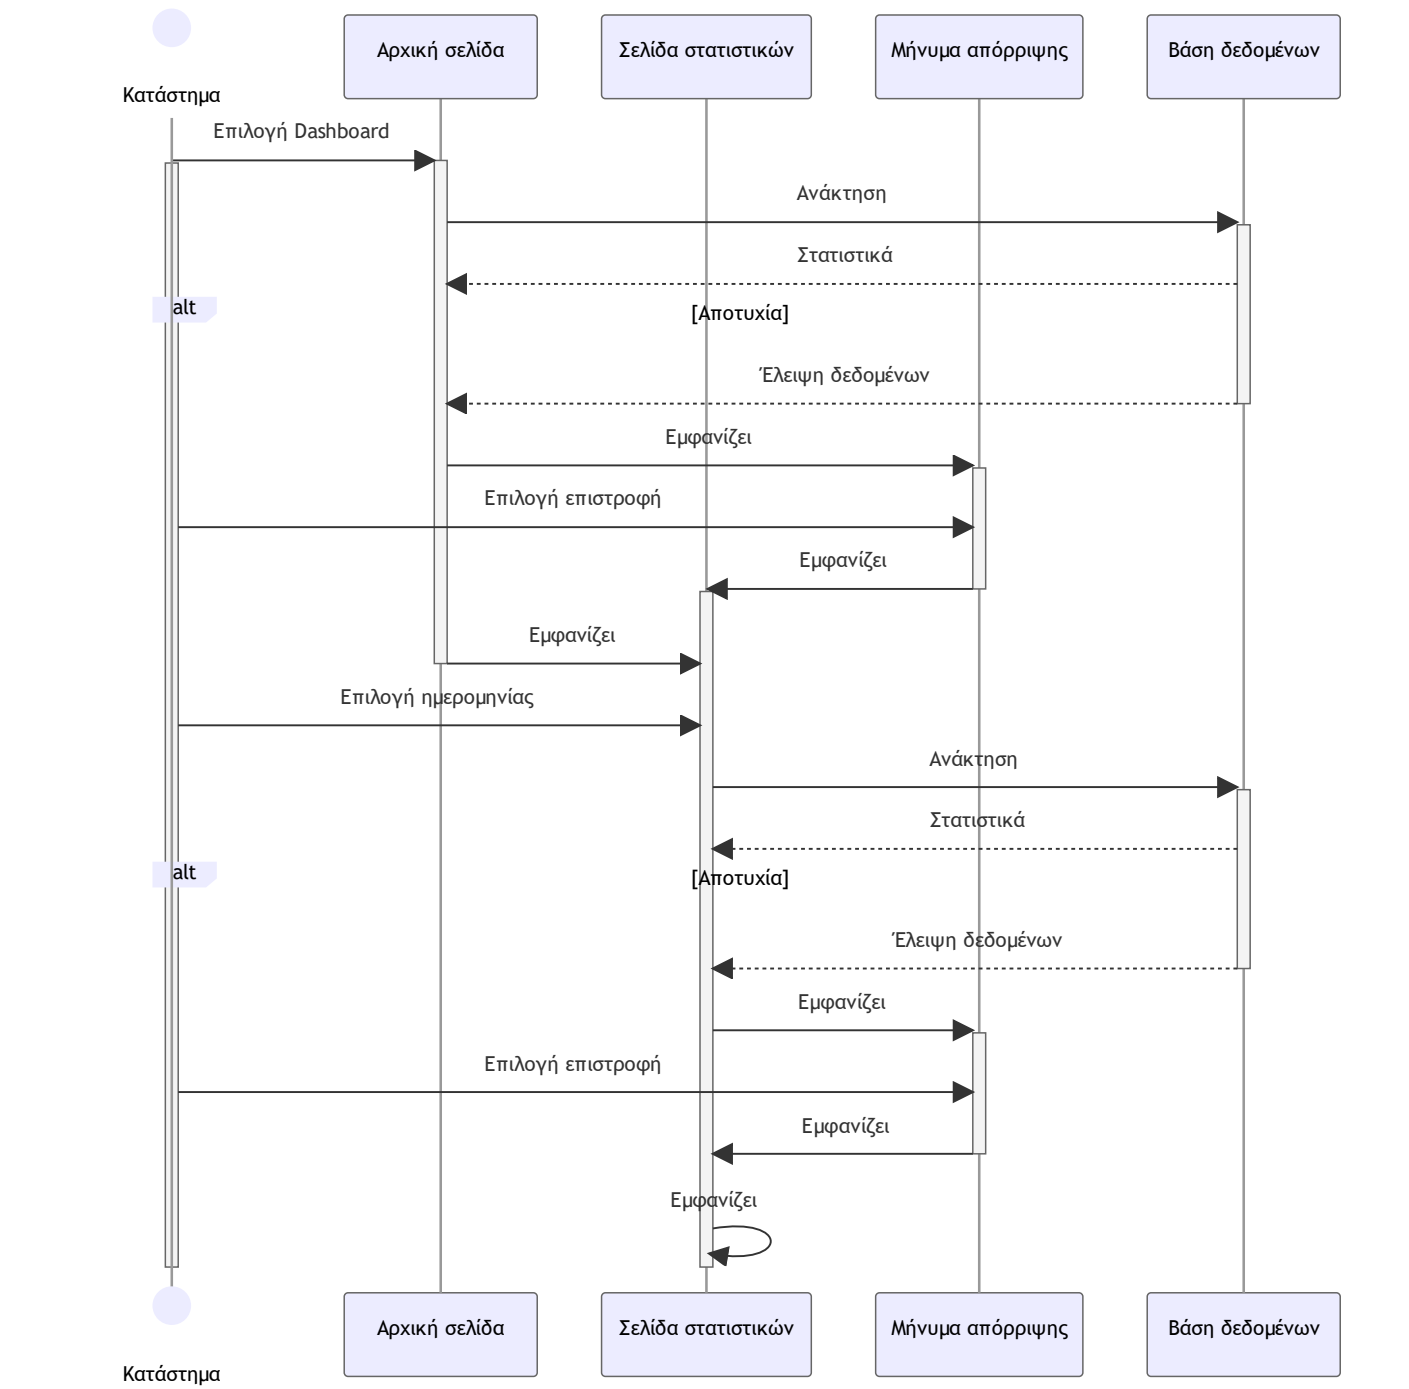 Κατάστημα
Αρχική σελίδα
Σελίδα στατιστικών
Μήνυμα απόρριψης
Βάση δεδομένων
Επιλογή Dashboard
Ανάκτηση
Στατιστικά
alt
[Αποτυχία]
Έλειψη δεδομένων
Εμφανίζει
Επιλογή επιστροφή
Εμφανίζει
Εμφανίζει
Επιλογή ημερομηνίας
Ανάκτηση
Στατιστικά
alt
[Αποτυχία]
Έλειψη δεδομένων
Εμφανίζει
Επιλογή επιστροφή
Εμφανίζει
Εμφανίζει
Κατάστημα
Αρχική σελίδα
Σελίδα στατιστικών
Μήνυμα απόρριψης
Βάση δεδομένων